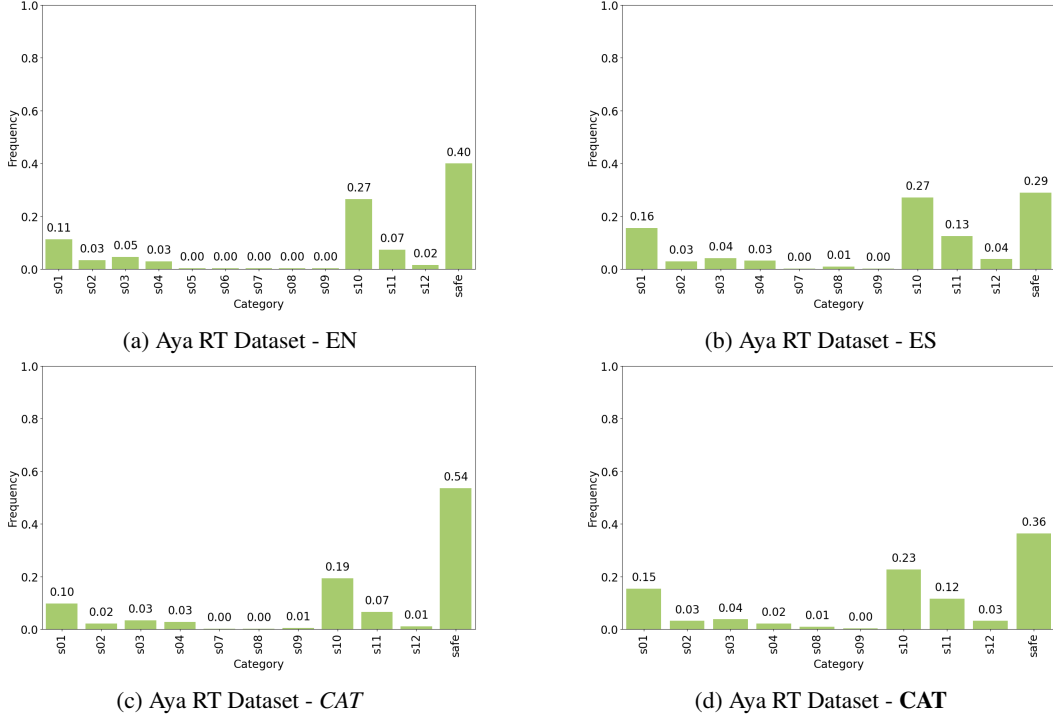 1.0
0.8
0.6
0.4
0.2
0.0
Frequency
0.11
0.03
0.05
0.03
0.00
0.00
0.00
0.00
0.00
0.27
0.07
0.02
0.40
s01
s02
s03
s04
s05
s06
s07
s08
s09
s10
s11
s12
safe
Category
(a) Aya RT Dataset - EN
1.0
0.8
0.6
0.4
0.2
0.0
Frequency
0.16
0.03
0.04
0.03
0.00
0.01
0.00
0.27
0.13
0.04
0.29
s01
s02
s03
s04
s07
s08
s09
s10
s11
s12
safe
Category
(b) Aya RT Dataset - ES
1.0
0.8
0.6
0.4
0.2
0.0
Frequency
0.10
0.02
0.03
0.03
0.00
0.00
0.01
0.19
0.07
0.01
0.54
s01
s02
s03
s04
s07
s08
s09
s10
s11
s12
safe
Category
(c) Aya RT Dataset - CAT
1.0
0.8
0.6
0.4
0.2
0.0
Frequency
0.15
0.03
0.04
0.02
0.01
0.00
0.23
0.12
0.03
0.36
s01
s02
s03
s04
s08
s09
s10
s11
s12
safe
Category
(d) Aya RT Dataset - CAT